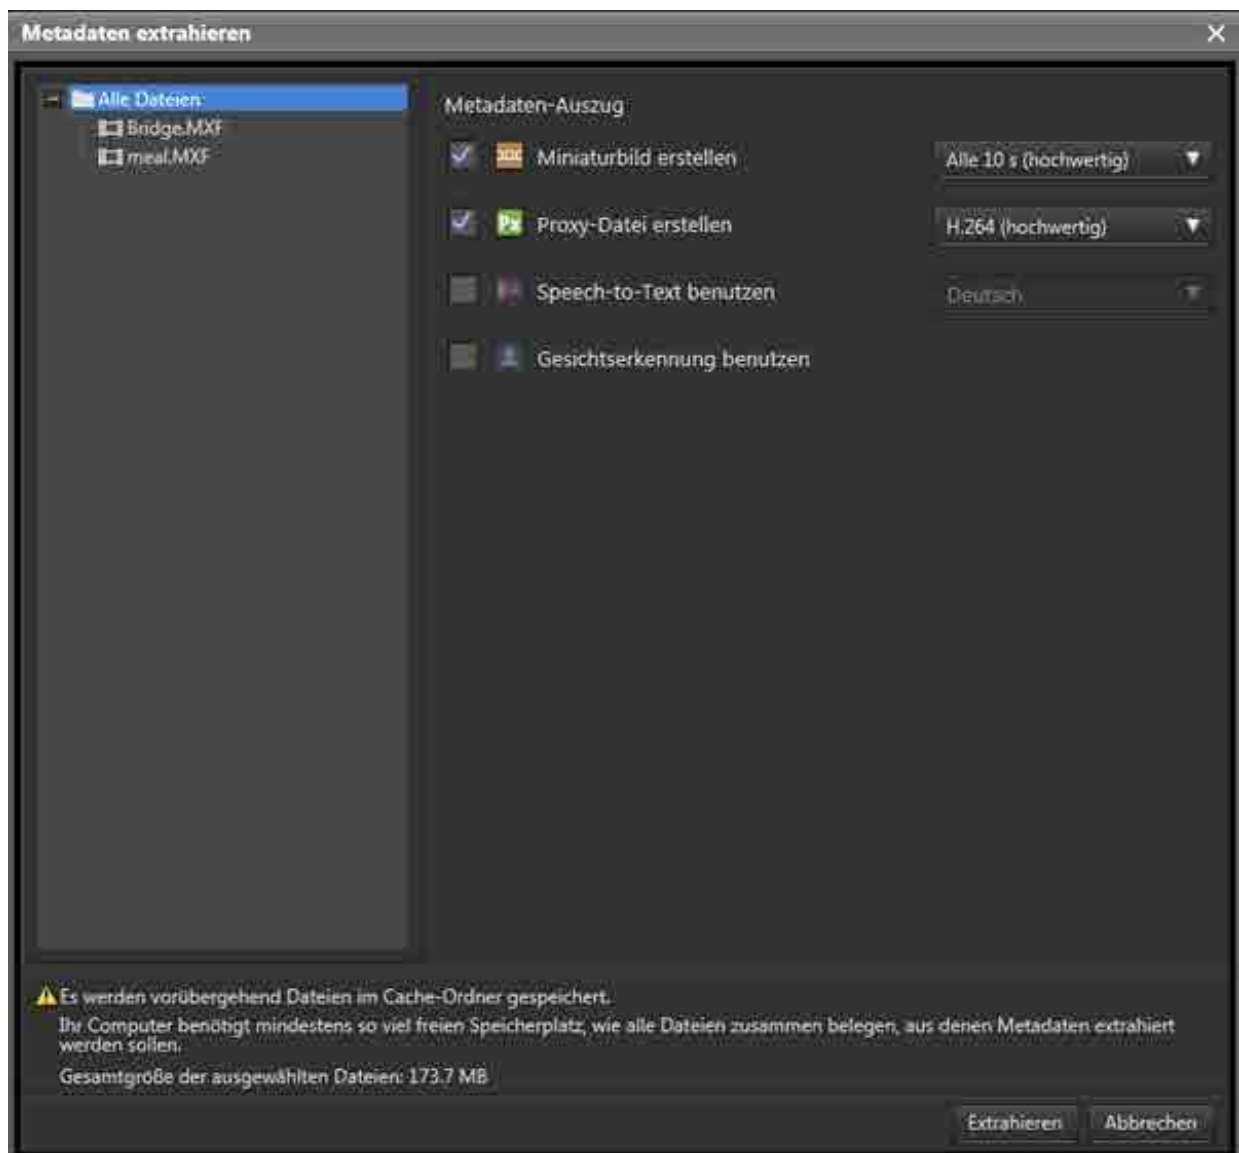 Metadaten extrahieren
Alle Dateien
Bridge.MXF
meal.MXF
Metadaten-Auszug
Miniaturbild erstellen
Alle 10 s (hochwertig)
Px Proxy-Datei erstellen
H.264 (hochwertig)
Speech-to-Text benutzen
Deutsch
Gesichtserkennung benutzen
Es werden vorübergehend Dateien im Cache-Ordner gespeichert.
Ihr Computer benötigt mindestens so viel freien Speicherplatz, wie alle Dateien zusammen belegen, aus denen Metadaten extrahiert
werden sollen.
Gesamtgröße der ausgewählten Dateien: 173.7 MB
Extrahieren
Abbrechen